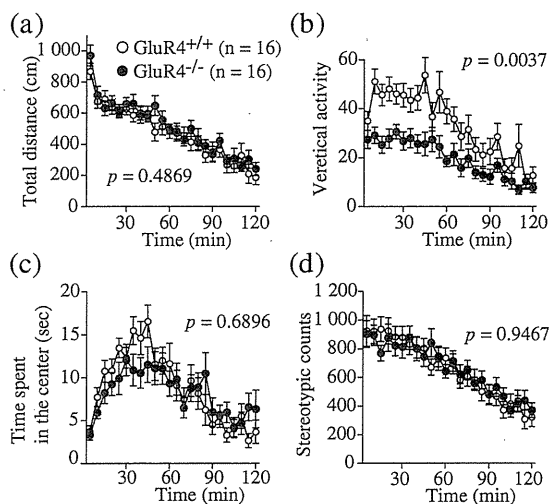 (a)
1 000
800
600
400
200
0
Total distance
(cm)
GluR4+/+ (n = 16)
GluR4-/- (n = 16)
p = 0.4869
30 60 90 120
Time (min)
(b)
60
40
20
0
Veretical activity
p = 0.0037
30 60 90 120
Time (min)
(c)
20
15
10
5
0
Time spent
in the center (sec)
p = 0.6896
30 60 90 120
Time (min)
(d)
1 200
1 000
800
600
400
200
0
Stereotypic counts
p = 0.9467
30 60 90 120
Time (min)